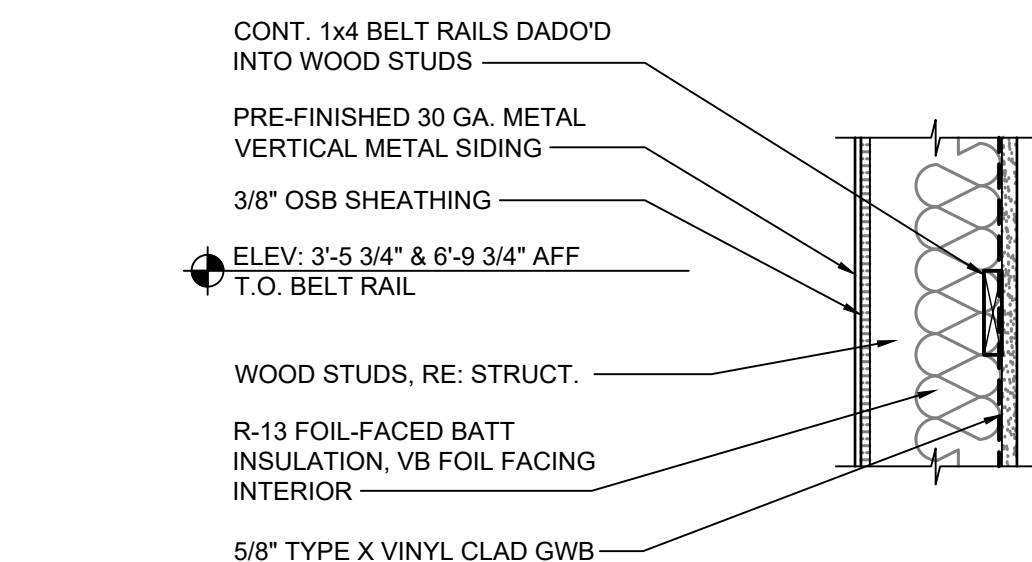 CONT. 1x4 BELT RAILS DADO'D
INTO WOOD STUDS
PRE-FINISHED 30 GA. METAL
VERTICAL METAL SIDING
3/8" OSB SHEATHING
ELEV: 3'-5 3/4" & 6'-9 3/4" AFF
T.O. BELT RAIL
WOOD STUDS, RE: STRUCT.
R-13 FOIL-FACED BATT
INSULATION, VB FOIL FACING
INTERIOR
5/8" TYPE X VINYL CLAD GWB